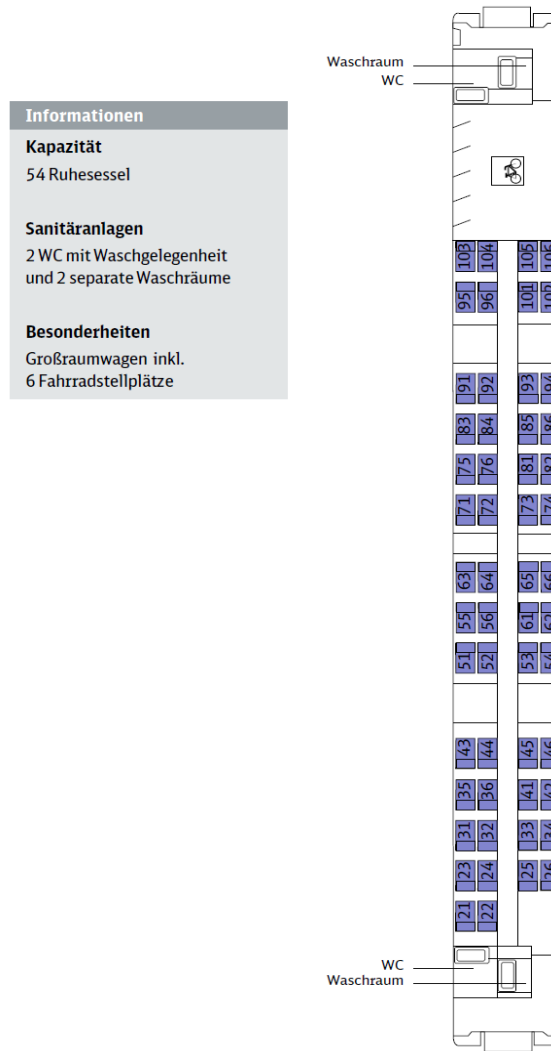 Informationen
Kapazität
54 Ruhesessel
Sanitäranlagen
2 WC mit Waschgelegenheit
und 2 separate Waschräume
Besonderheiten
Großraumwagen inkl.
6 Fahrradstellplätze
Waschraum
WC
103 104 105
95 96 101
91 92 93
83 84 85
75 76 81
71 72 73
63 64 65
55 56 61
51 52 53
43 44 45
35 36 41
31 32 33
23 24 25
21 22
WC
Waschraum